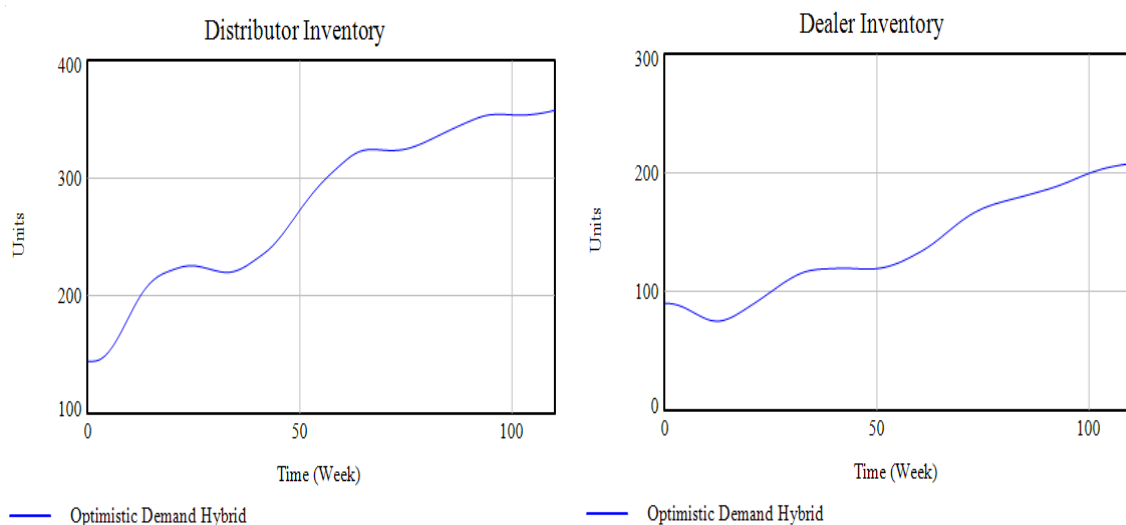 Distributor Inventory
400
300
200
100
Units
0
50
100
Time (Week)
Optimistic Demand Hybrid
Dealer Inventory
300
200
100
0
Units
0
50
100
Time (Week)
Optimistic Demand Hybrid